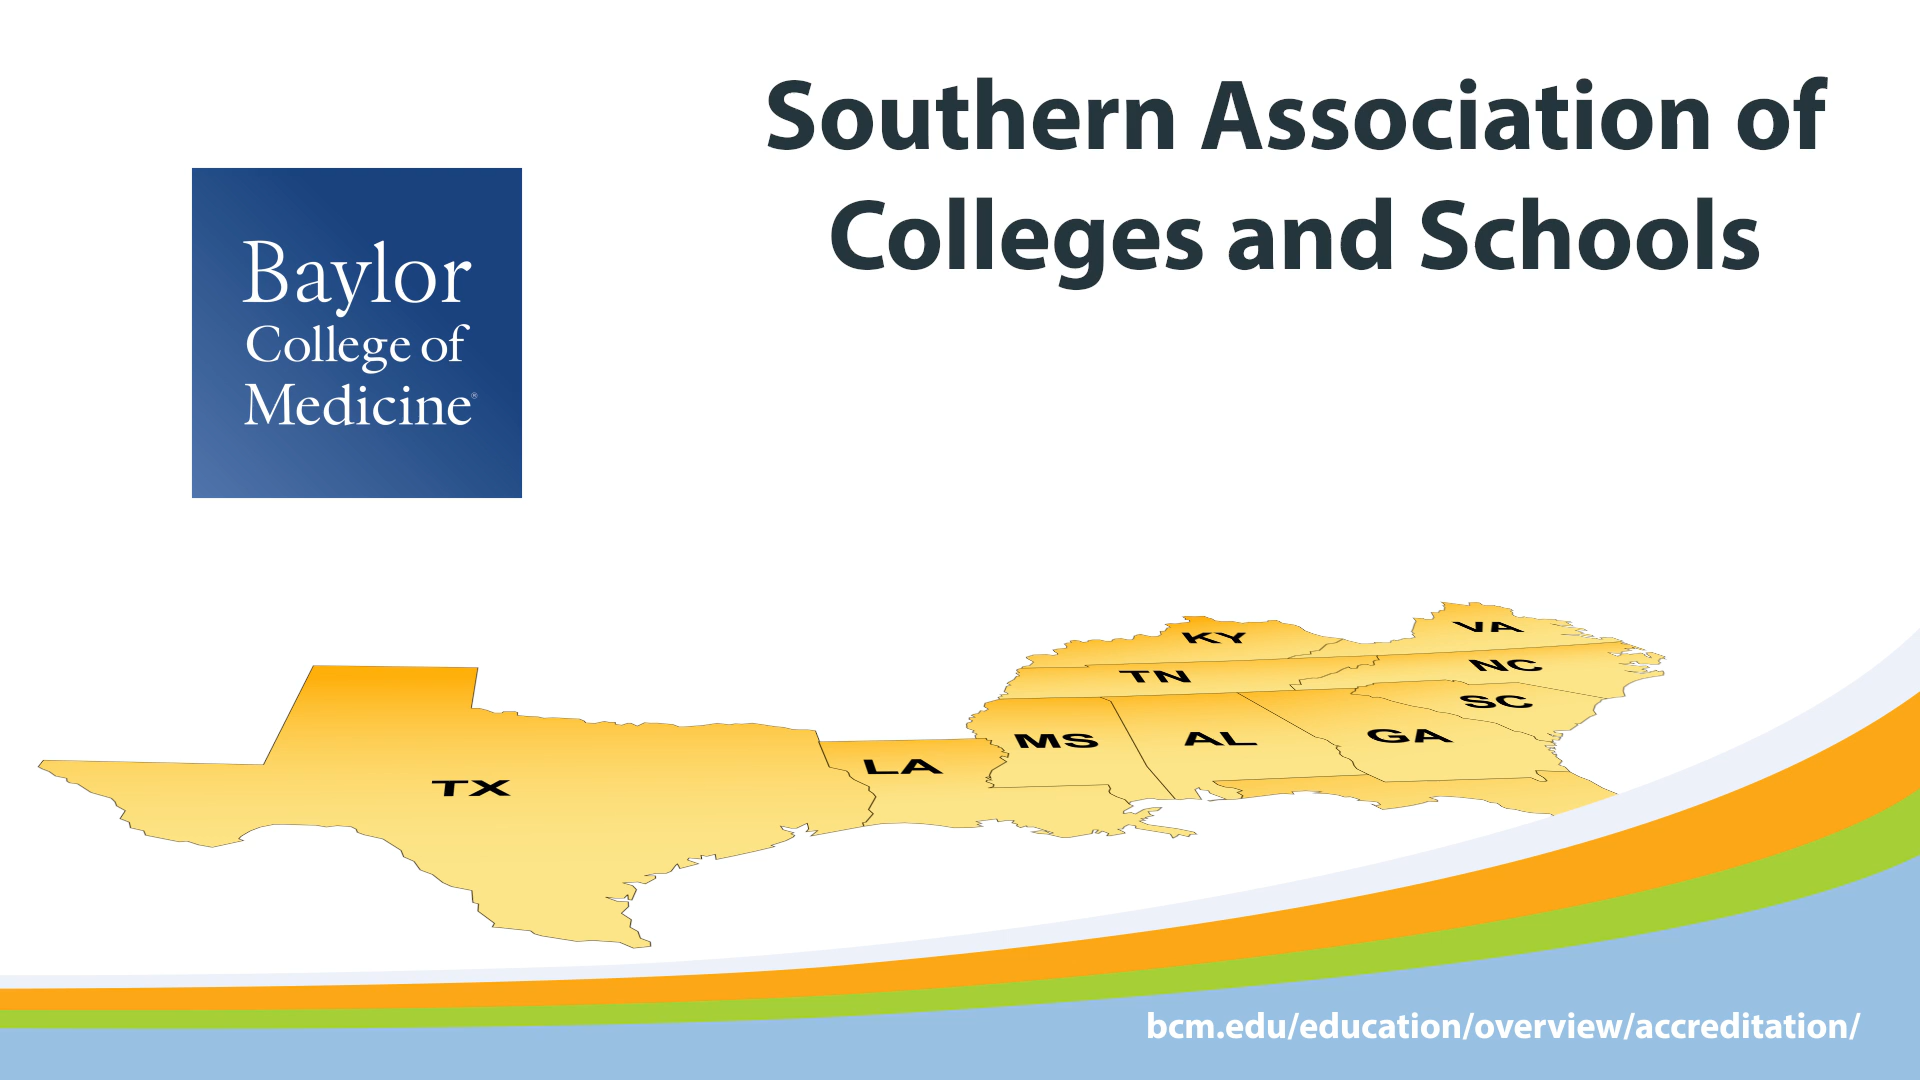 Southern Association of
Colleges and Schools
Baylor
College of
Medicine®
KY
VA
TN
NC
SC
MS
AL
GA
LA
TX
bcm.edu/education/overview/accreditation/